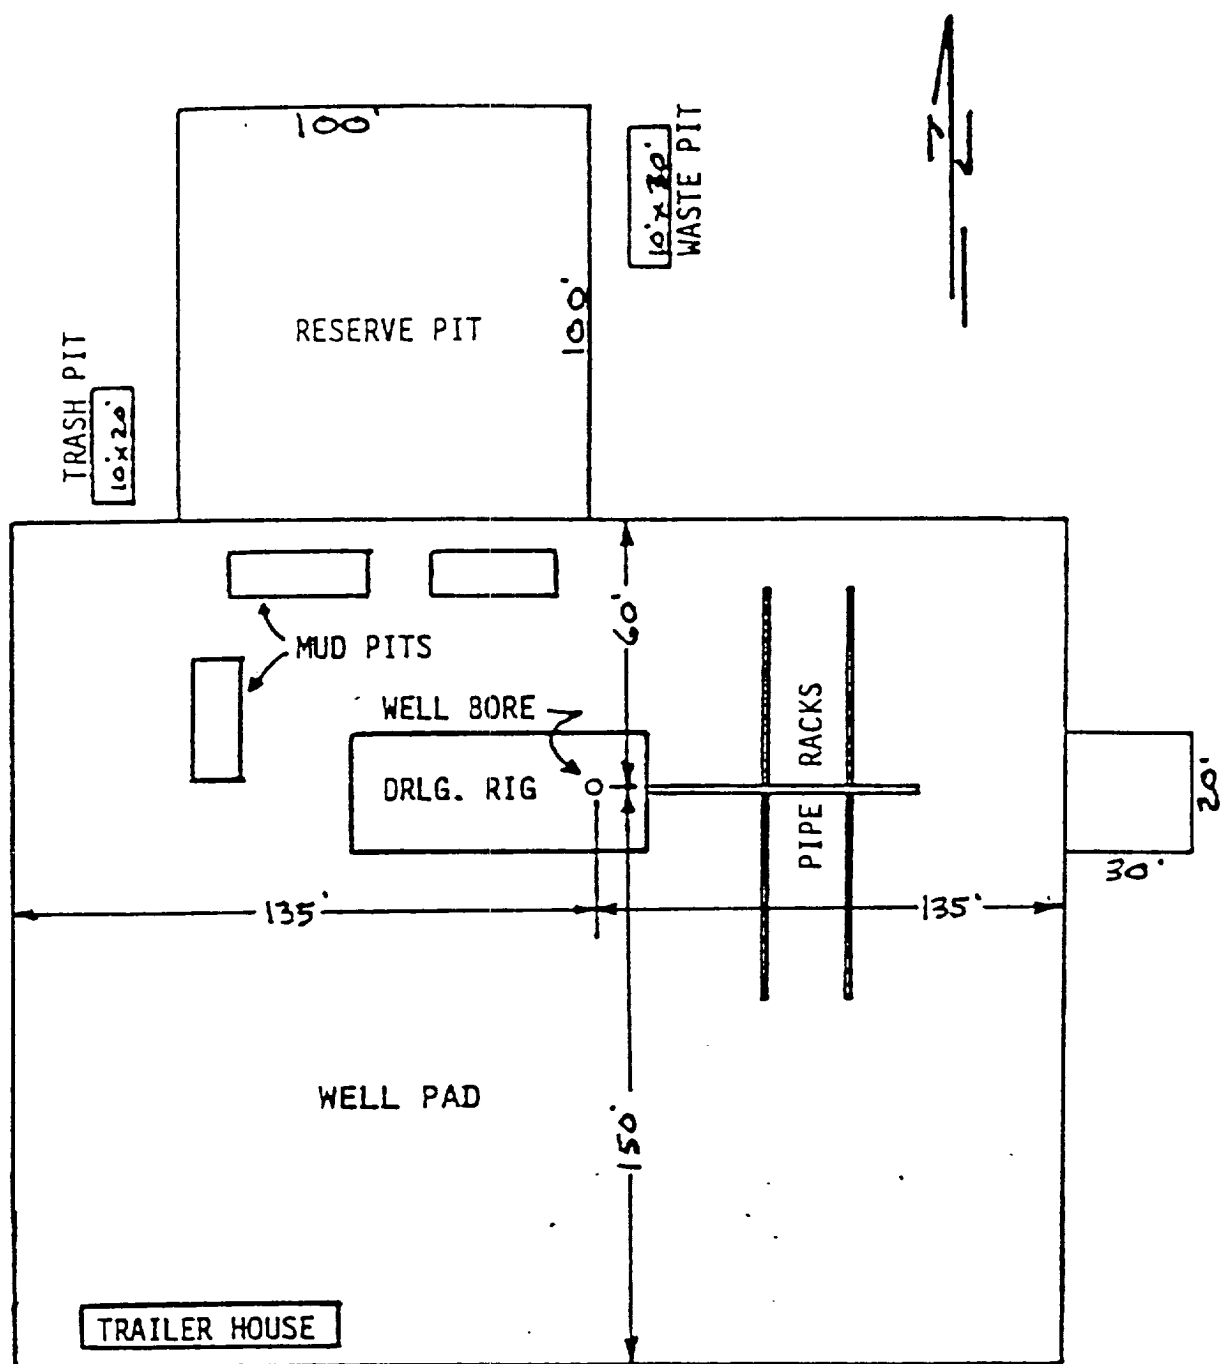 100'
10'x30'
WASTE PIT
N
RESERVE PIT
100'
TRASH PIT
10'x20'
60'
MUD PITS
WELL BORE
DRLG. RIG
PIPE RACKS
20'
30'
135'
135'
WELL PAD
150'
TRAILER HOUSE